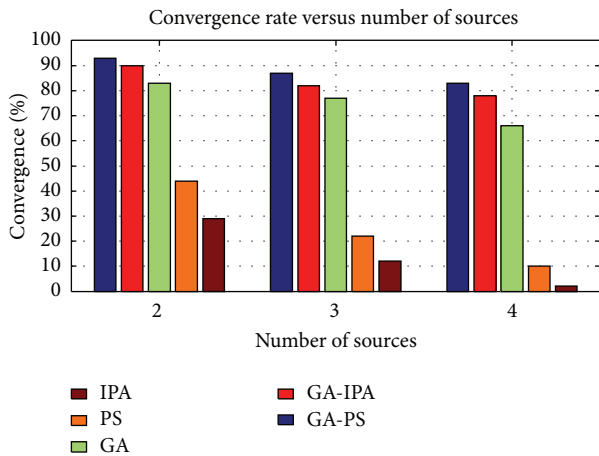 Convergence rate versus number of sources
100
90
80
70
60
50
40
30
20
10
0
Convergence (%)
2
3
4
Number of sources
IPA
PS
GA
GA-IPA
GA-PS